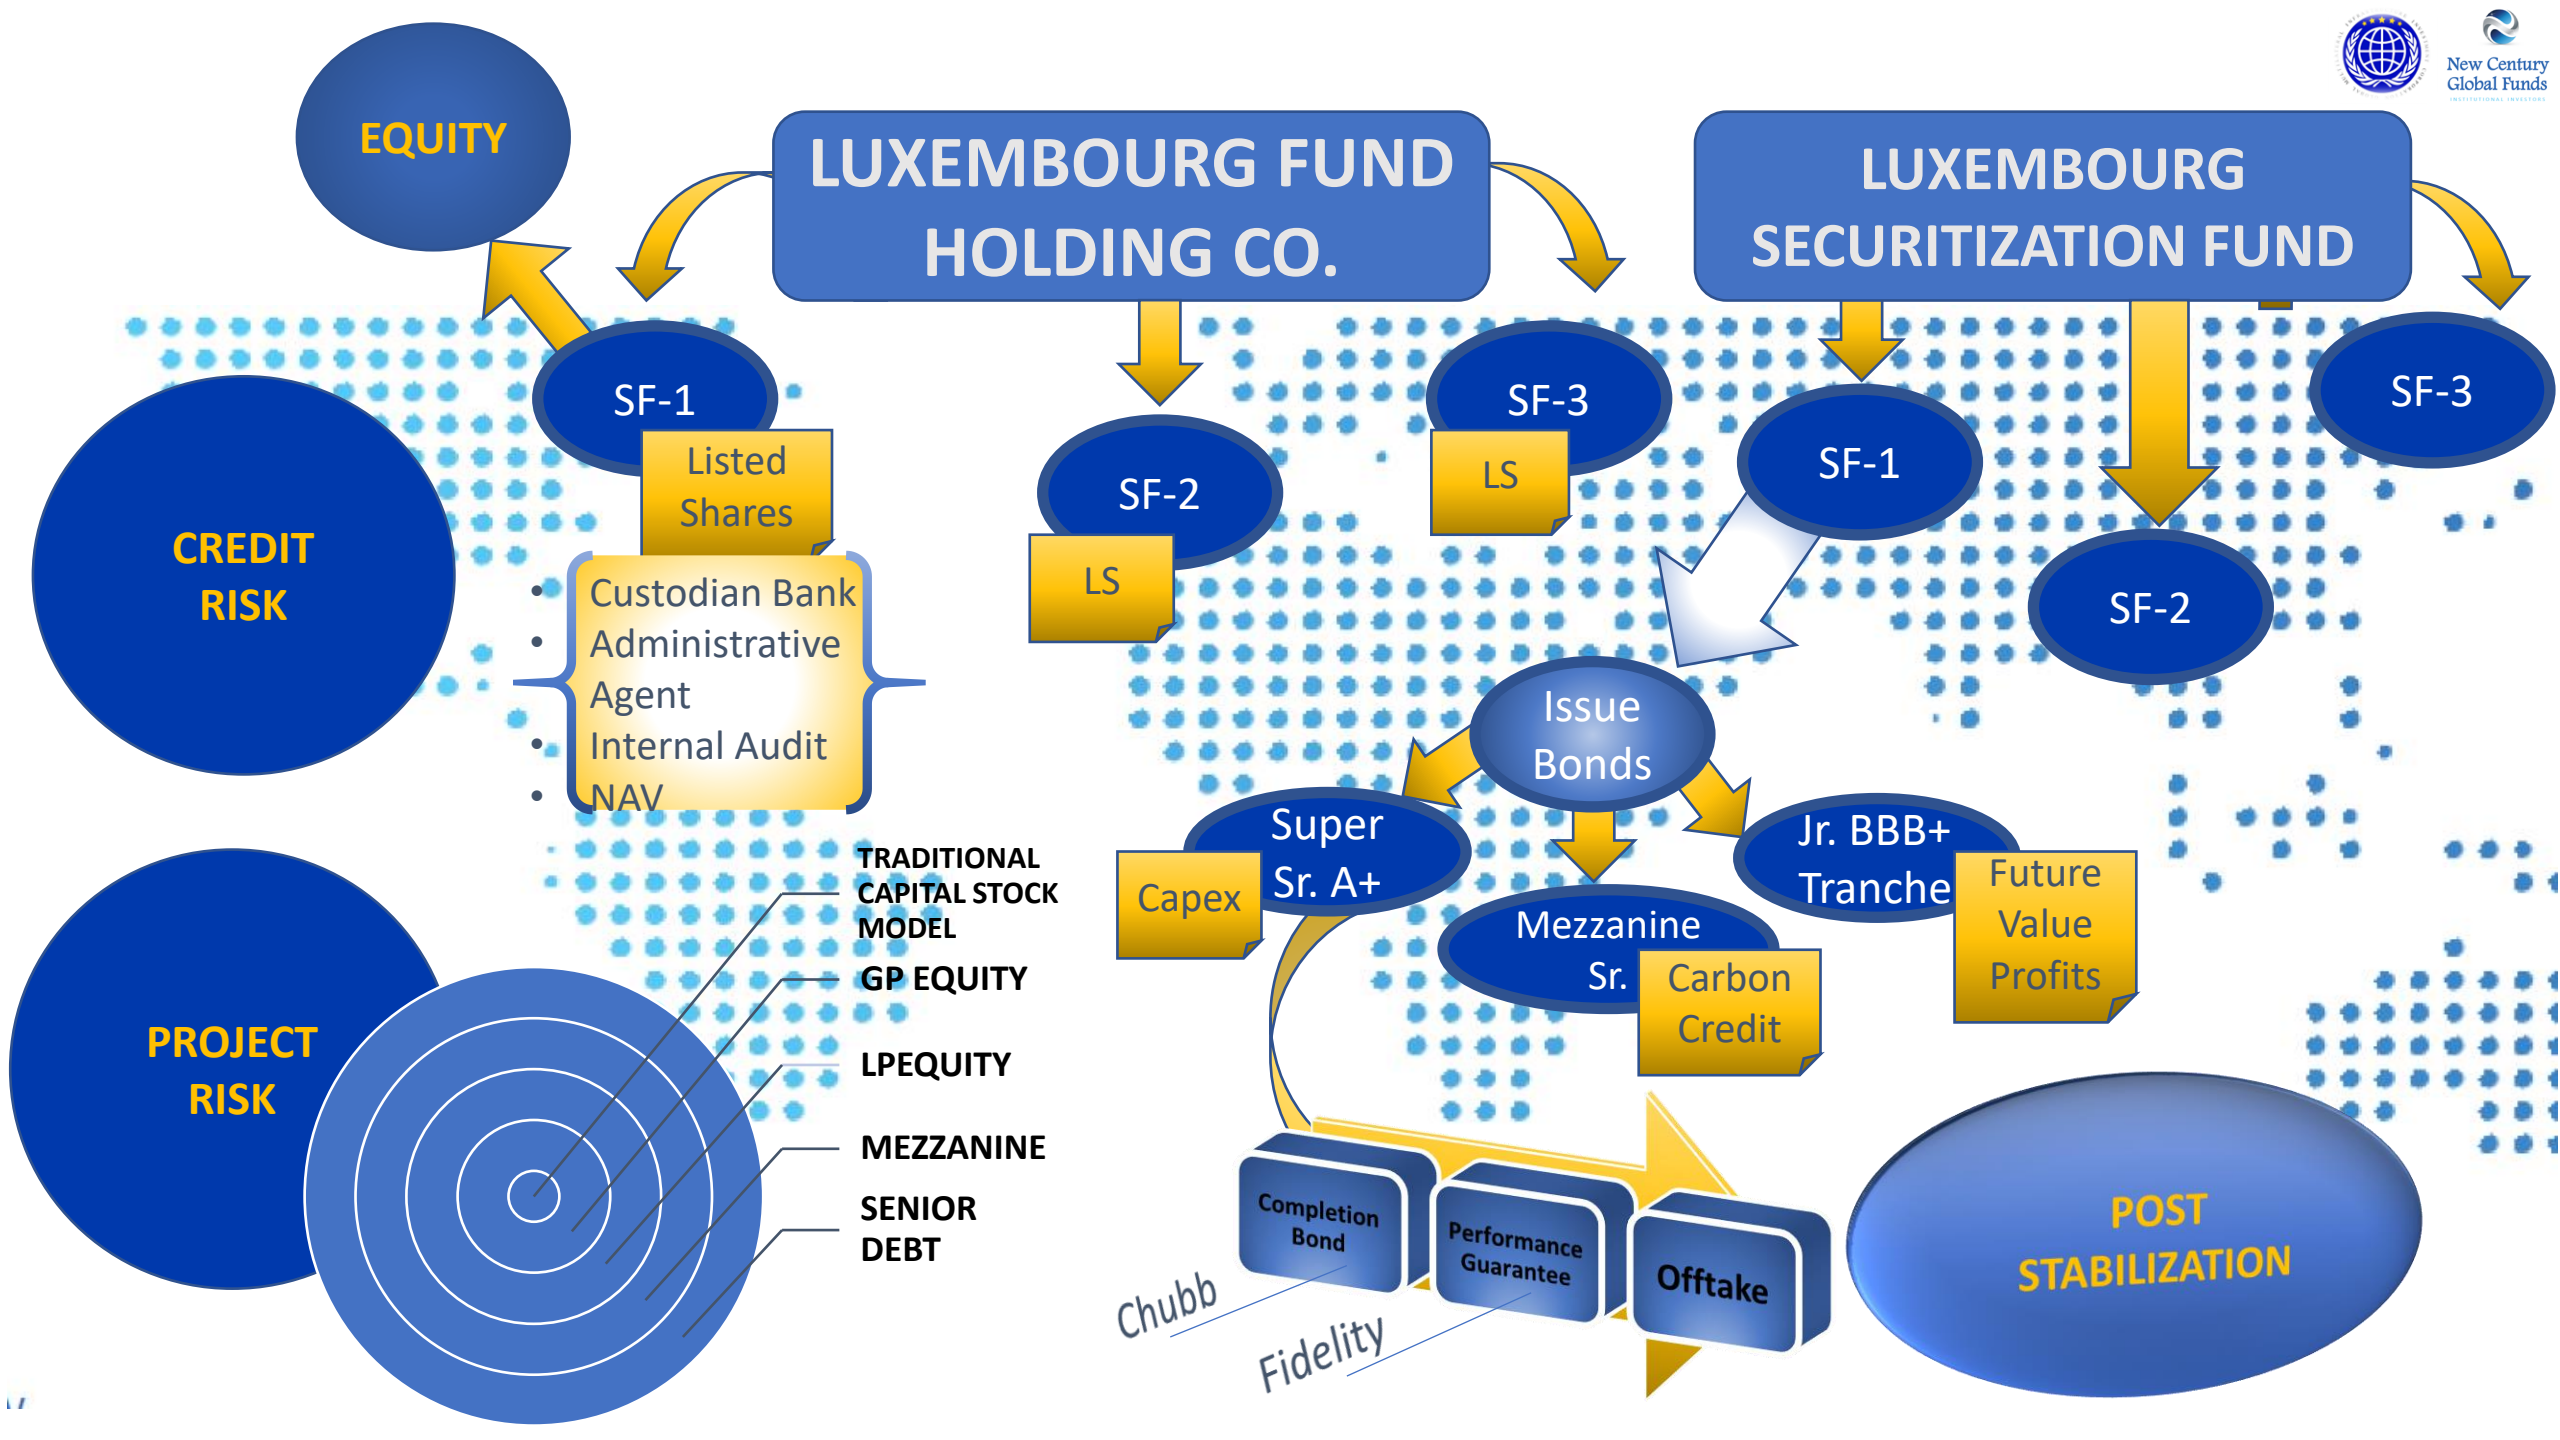 New Century
Global Funds
INSTITUTIONAL INVESTORS
EQUITY
LUXEMBOURG FUND
HOLDING CO.
LUXEMBOURG
SECURITIZATION FUND
SF-1
Listed
Shares
SF-2
LS
SF-3
LS
SF-1
SF-2
SF-3
CREDIT
RISK
• Custodian Bank
• Administrative
Agent
• Internal Audit
• NAV
Issue
Bonds
Super
Sr. A+
Capex
Mezzanine
Sr.
Carbon
Credit
Jr. BBB+
Tranche
Future
Value
Profits
PROJECT
RISK
TRADITIONAL
CAPITAL STOCK
MODEL
GP EQUITY
LPEQUITY
MEZZANINE
SENIOR
DEBT
Completion
Bond
Performance
Guarantee
Offtake
Chubb
Fidelity
POST
STABILIZATION